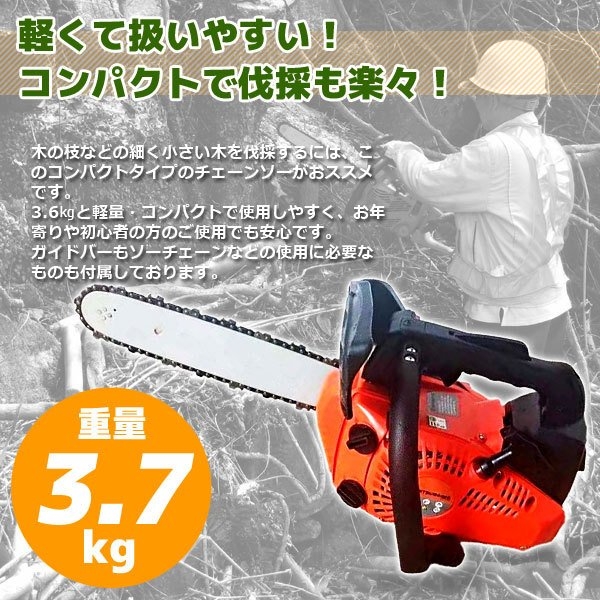 軽くて扱いやすい！
コンパクトで伐採も楽々！
木の枝などの細く小さい木を伐採するには、こ
のコンパクトタイプのチェーンソーがおススメ
です。
3.6㎏と軽量・コンパクトで使用しやすく、お年
寄りや初心者の方のご使用でも安心です。
ガイドバーもソーチェーンなどの使用に必要な
ものも付属しております。
重量
3.7
kg